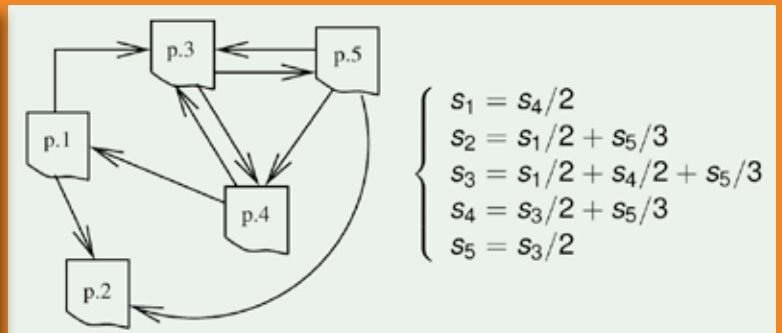 p.3
p.5
p.1
p.4
p.2
s₁ = s₄/2
s₂ = s₁/2 + s₅/3
s₃ = s₁/2 + s₄/2 + s₅/3
s₄ = s₃/2 + s₅/3
s₅ = s₃/2